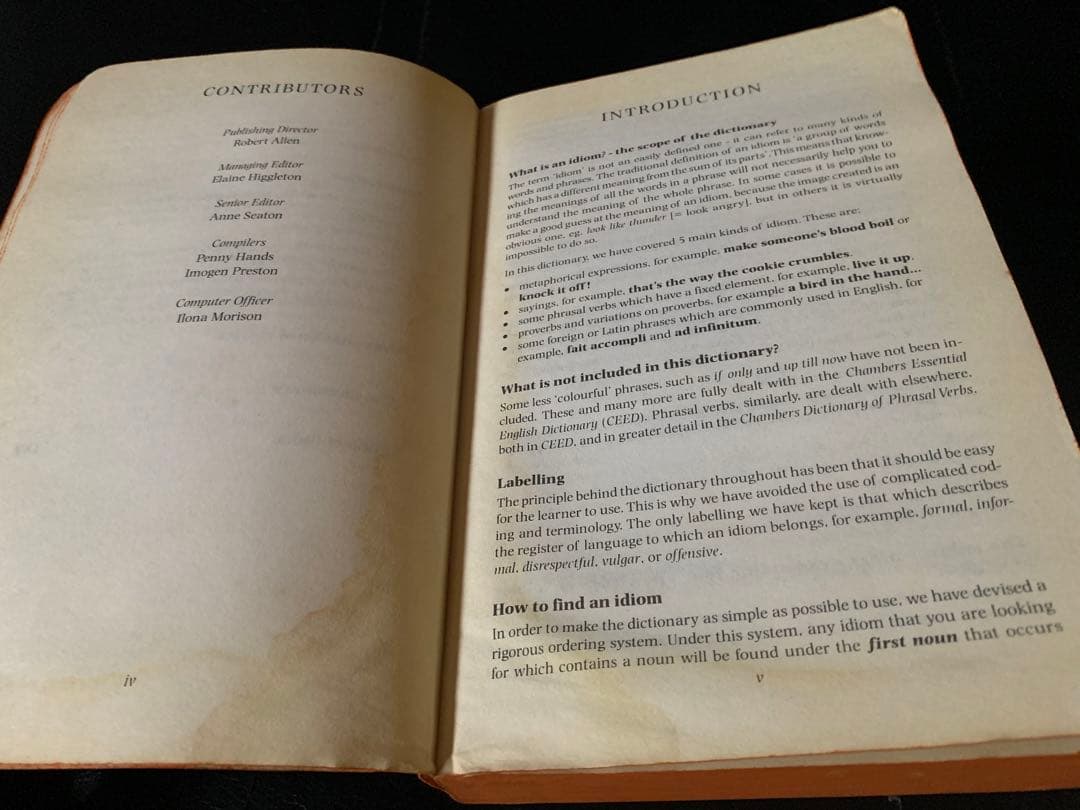 CONTRIBUTORS
Publishing Director
Robert Allen
Managing Editor
Elaine Higgleton
Senior Editor
Anne Seaton
Compilers
Penny Hands
Imogen Preston
Computer Officer
Ilona Morison
iv
INTRODUCTION
What is an idiom? - the scope of the dictionary
The term 'idiom' is not an easily defined one - it can refer to many kinds of
words and phrases. The traditional definition of an idiom is 'a group of words
which has a different meaning from the sum of its parts'. This means that know-
ing the meanings of all the words in a phrase will not necessarily help you to
understand the meaning of the whole phrase. In some cases it is possible to
make a good guess at the meaning of an idiom, because the image created is an
obvious one, eg. look like thunder [= look angry], but in others it is virtually
impossible to do so.
In this dictionary, we have covered 5 main kinds of idiom. These are:
• metaphorical expressions, for example, make someone's blood boil or
knock it off!
• sayings, for example, that's the way the cookie crumbles.
• some phrasal verbs which have a fixed element, for example, live it up.
• proverbs and variations on proverbs, for example a bird in the hand...
• some foreign or Latin phrases which are commonly used in English, for
example, fait accompli and ad infinitum.
What is not included in this dictionary?
Some less 'colourful' phrases, such as if only and up till now have not been in-
cluded. These and many more are fully dealt with in the Chambers Essential
English Dictionary (CEED). Phrasal verbs, similarly, are dealt with elsewhere,
both in CEED, and in greater detail in the Chambers Dictionary of Phrasal Verbs.
Labelling
The principle behind the dictionary throughout has been that it should be easy
for the learner to use. This is why we have avoided the use of complicated cod-
ing and terminology. The only labelling we have kept is that which describes
the register of language to which an idiom belongs, for example, formal, infor-
mal, disrespectful, vulgar, or offensive.
How to find an idiom
In order to make the dictionary as simple as possible to use, we have devised a
rigorous ordering system. Under this system, any idiom that you are looking
for which contains a noun will be found under the first noun that occurs
v